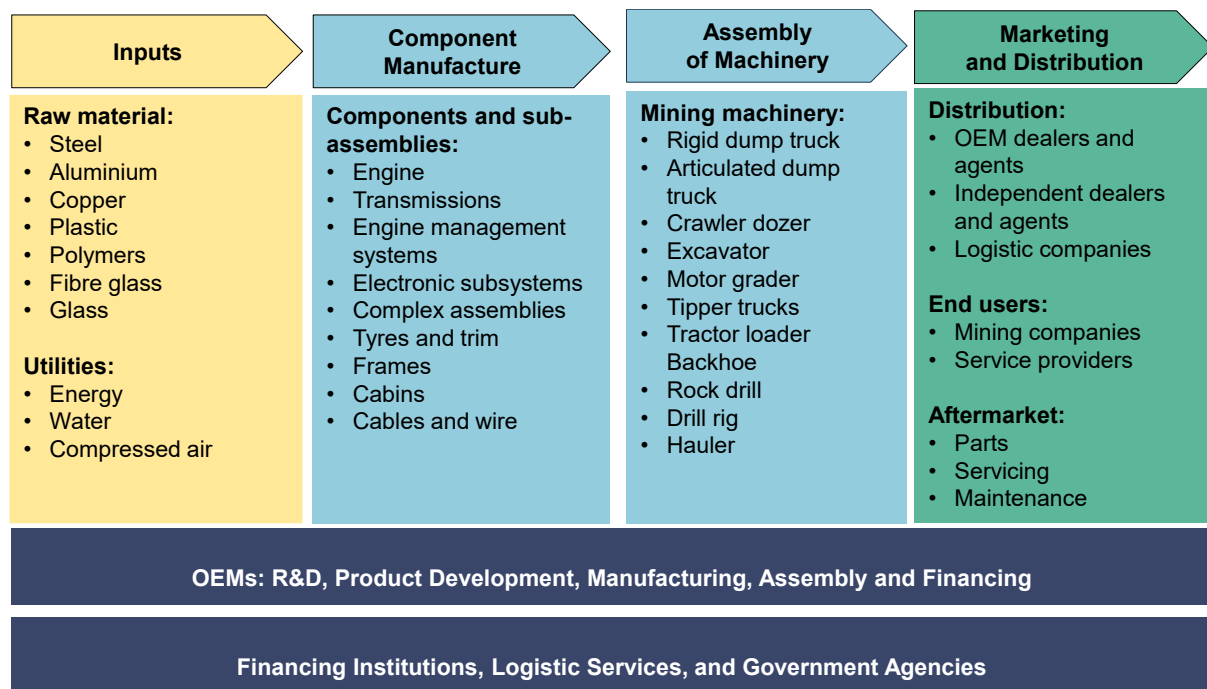 Inputs
Component
Manufacture
Assembly
of Machinery
Marketing
and Distribution
Raw material:
• Steel
• Aluminium
• Copper
• Plastic
• Polymers
• Fibre glass
• Glass
Utilities:
• Energy
• Water
• Compressed air
Components and sub-
assemblies:
• Engine
• Transmissions
• Engine management
systems
• Electronic subsystems
• Complex assemblies
• Tyres and trim
• Frames
• Cabins
• Cables and wire
Mining machinery:
• Rigid dump truck
• Articulated dump
truck
• Crawler dozer
• Excavator
• Motor grader
• Tipper trucks
• Tractor loader
Backhoe
• Rock drill
• Drill rig
• Hauler
Distribution:
• OEM dealers and
agents
• Independent dealers
and agents
• Logistic companies
End users:
• Mining companies
• Service providers
Aftermarket:
• Parts
• Servicing
• Maintenance
OEMs: R&D, Product Development, Manufacturing, Assembly and Financing
Financing Institutions, Logistic Services, and Government Agencies